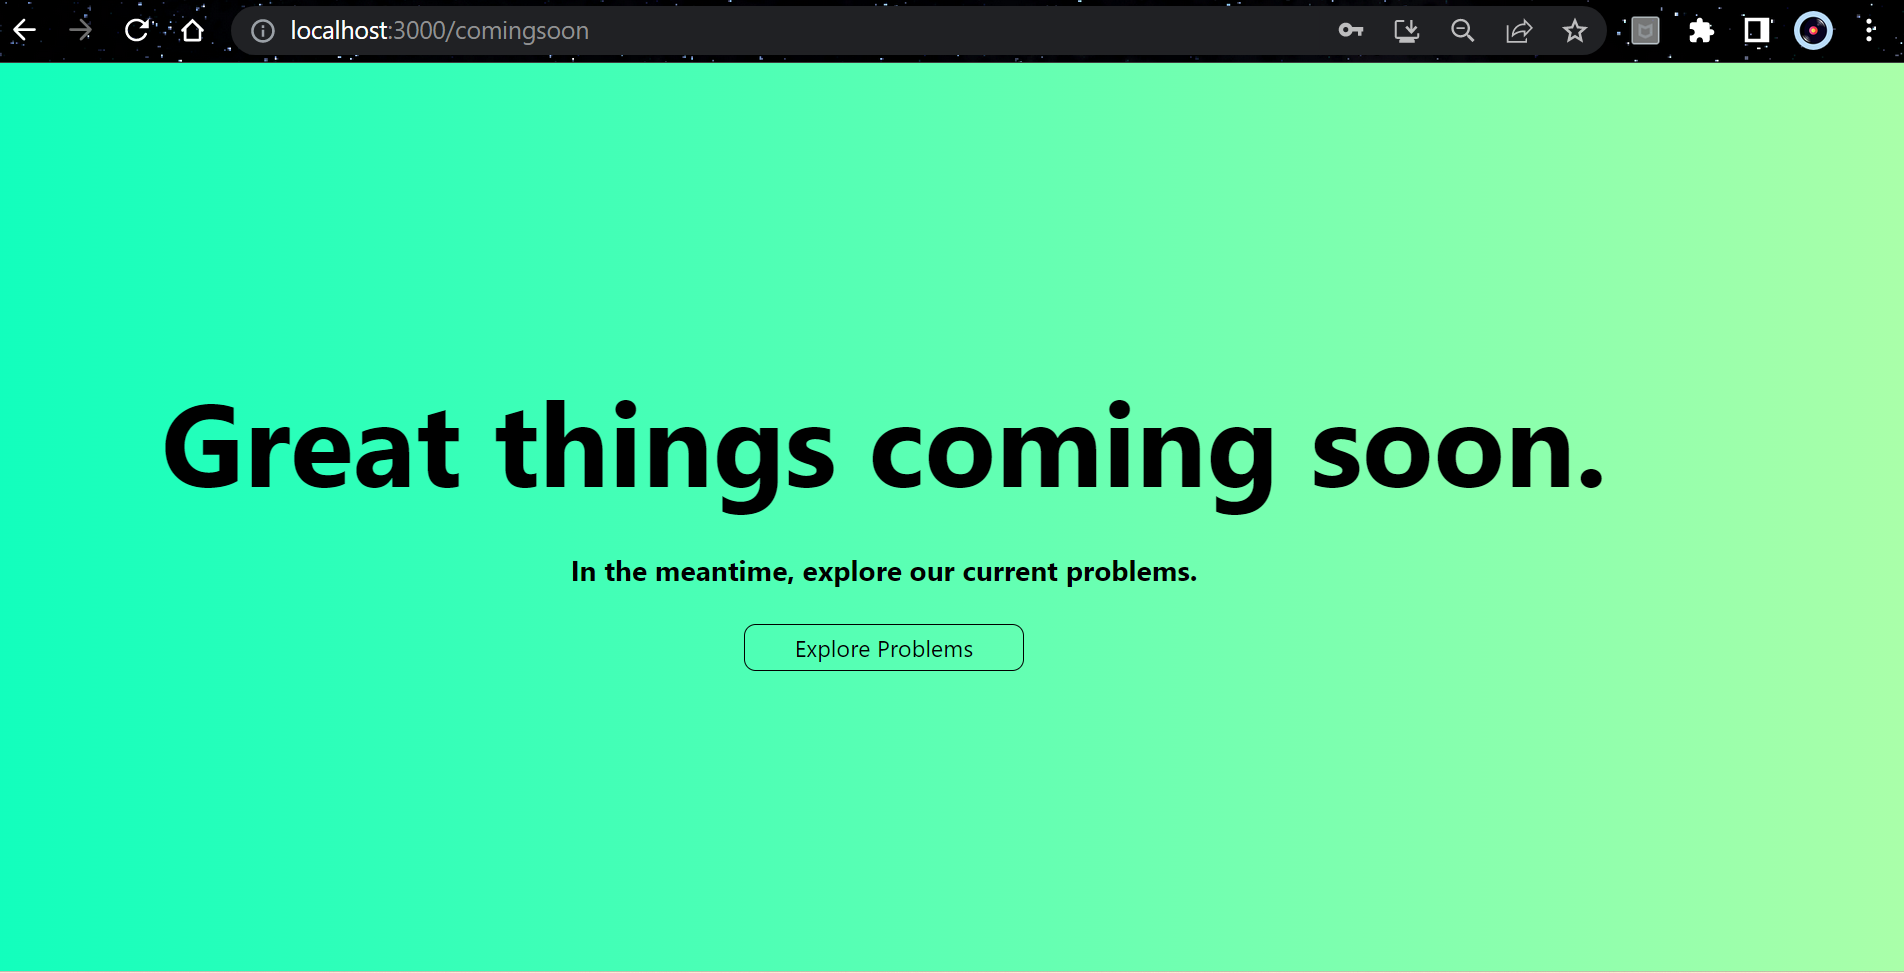 localhost:3000/comingsoon
Great things coming soon.
In the meantime, explore our current problems.
Explore Problems